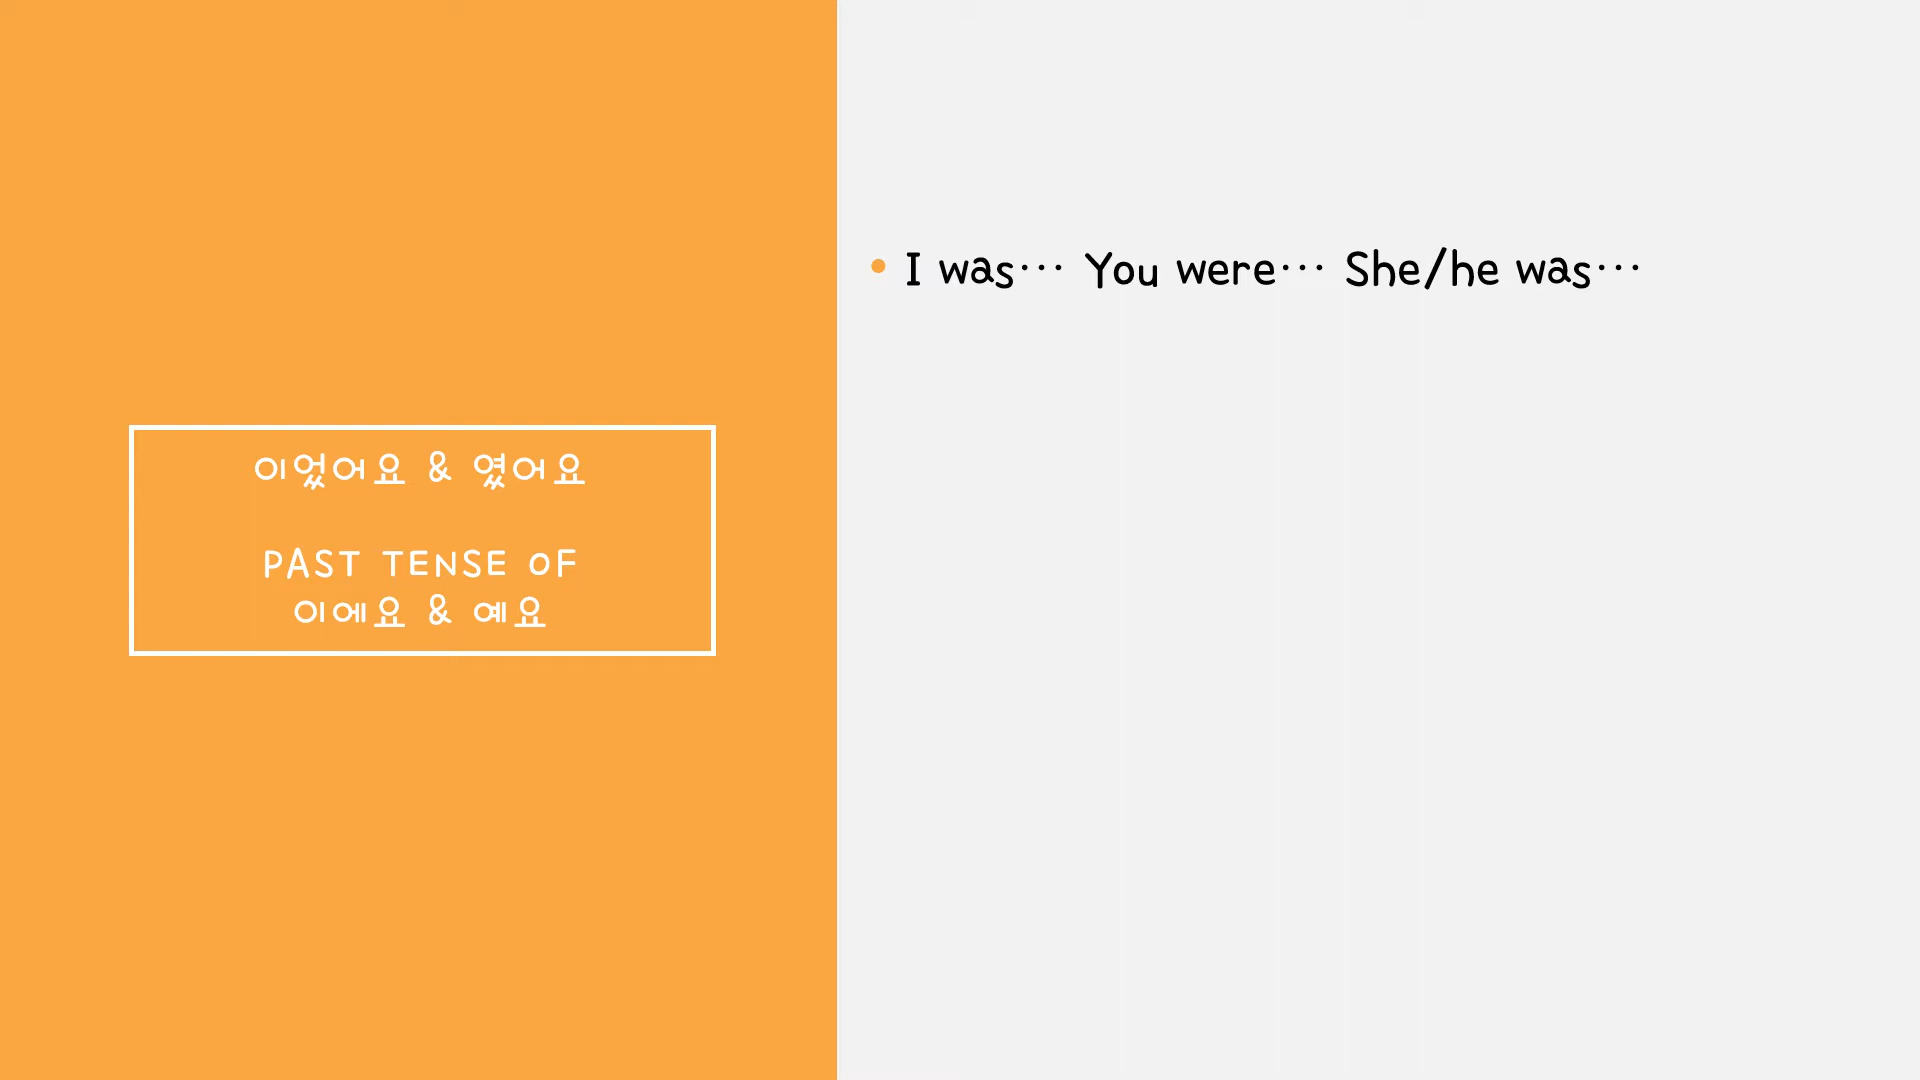 이었어요 & 였어요
PAST TENSE OF
이에요 & 예요
• I was··· You were··· She/he was···